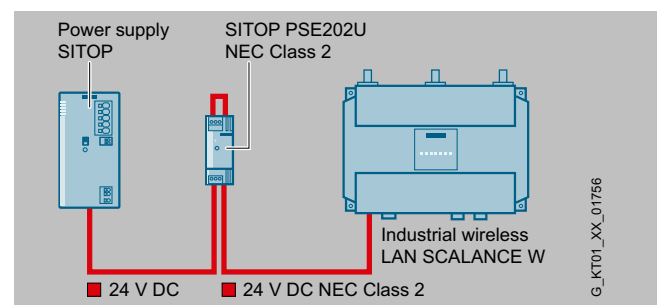 Power supply
SITOP
SITOP PSE202U
NEC Class 2
Industrial wireless
LAN SCALANCE W
24 V DC
24 V DC NEC Class 2
G_KT01_XX_01756